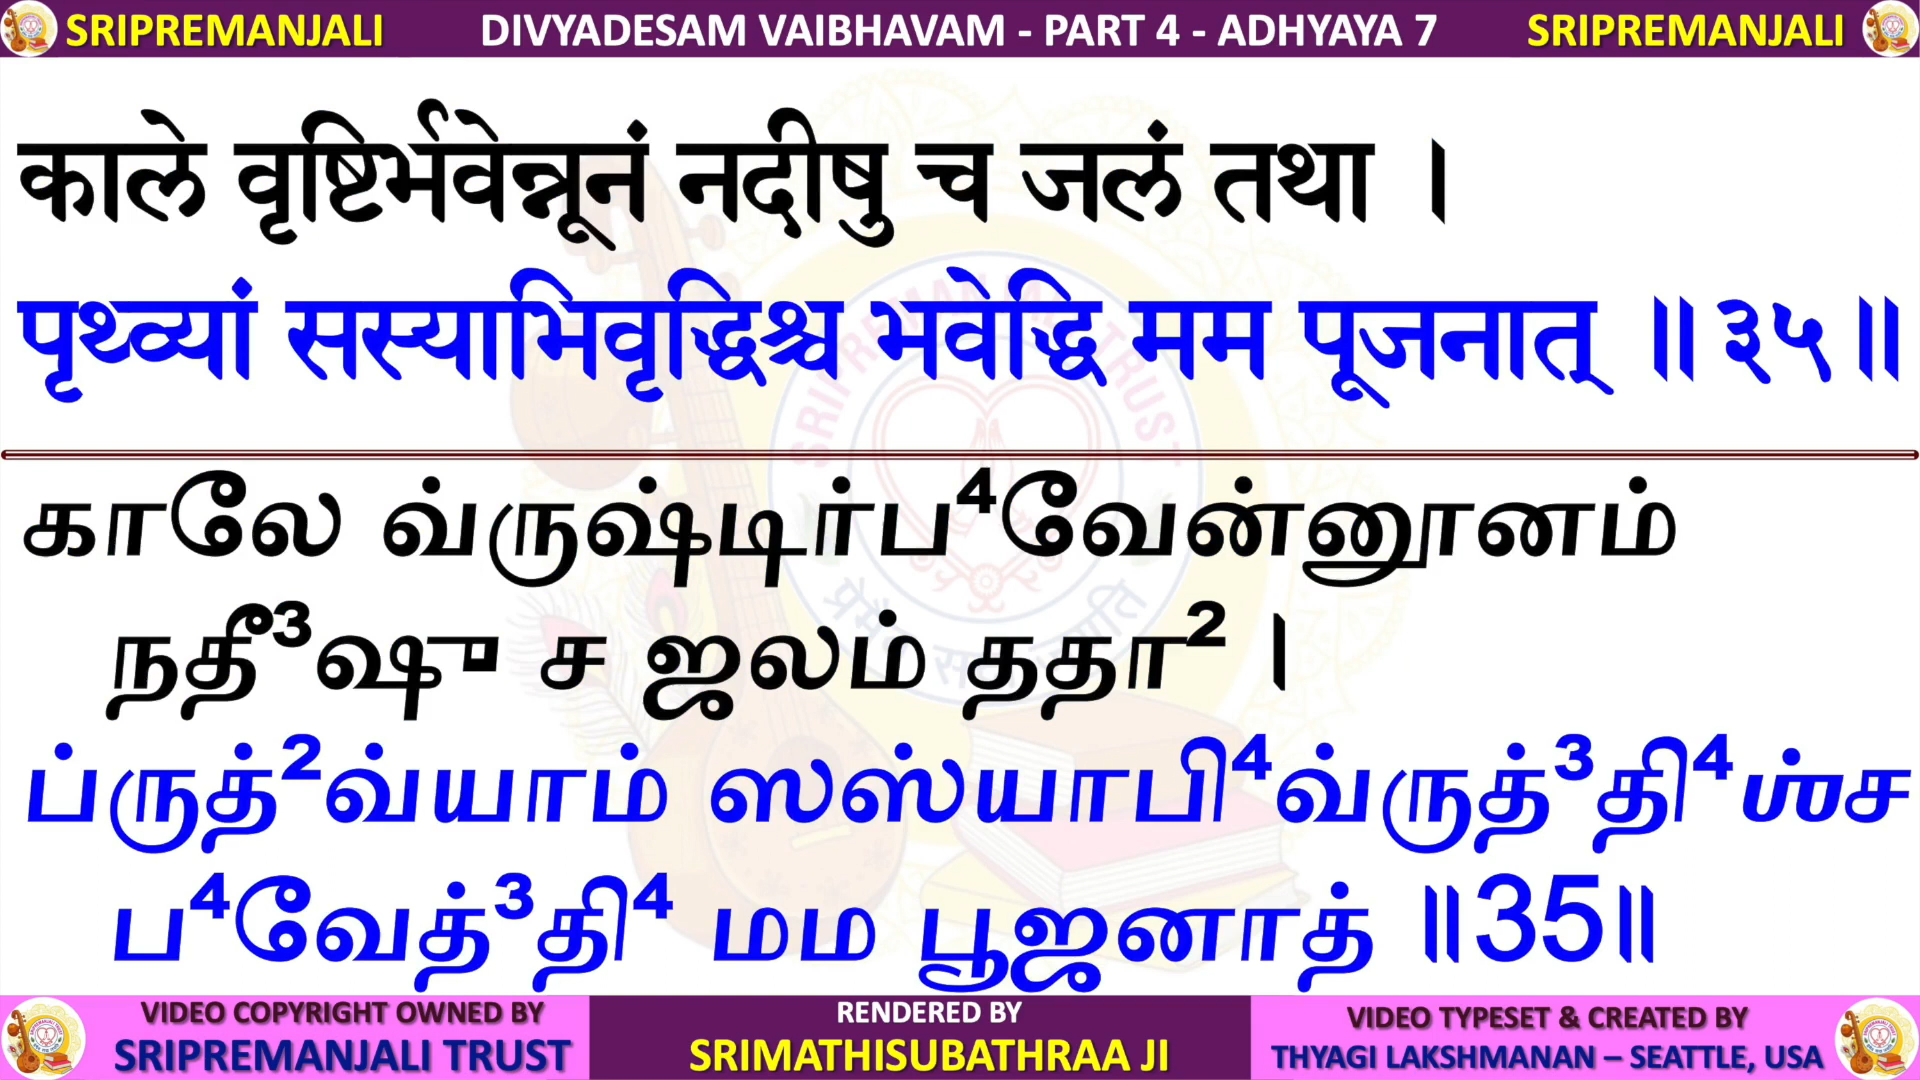 SRIPREMANJALI DIVYADESAM VAIBHAVAM - PART 4 - ADHYAYA 7 SRIPREMANJALI
काले वृष्टिर्भवेन्नूनं नदीषु च जलं तथा ।
पृथ्व्यां सस्याभिवृद्धिश्च भवेद्धि मम पूजनात् ॥३५॥
காலே வ்ருஷ்டிர்ப⁴வேன்னூனம்
நதீ³ஷு ச ஜலம் ததா² ।
ப்ருத்²வ்யாம் ஸஸ்யாபி⁴வ்ருத்³தி⁴ஶ்ச
ப⁴வேத்³தி⁴ மம பூஜனாத் ॥35॥
VIDEO COPYRIGHT OWNED BY
SRIPREMANJALI TRUST
RENDERED BY
SRIMATHISUBATHRAA JI
VIDEO TYPESET & CREATED BY
THYAGI LAKSHMANAN – SEATTLE, USA